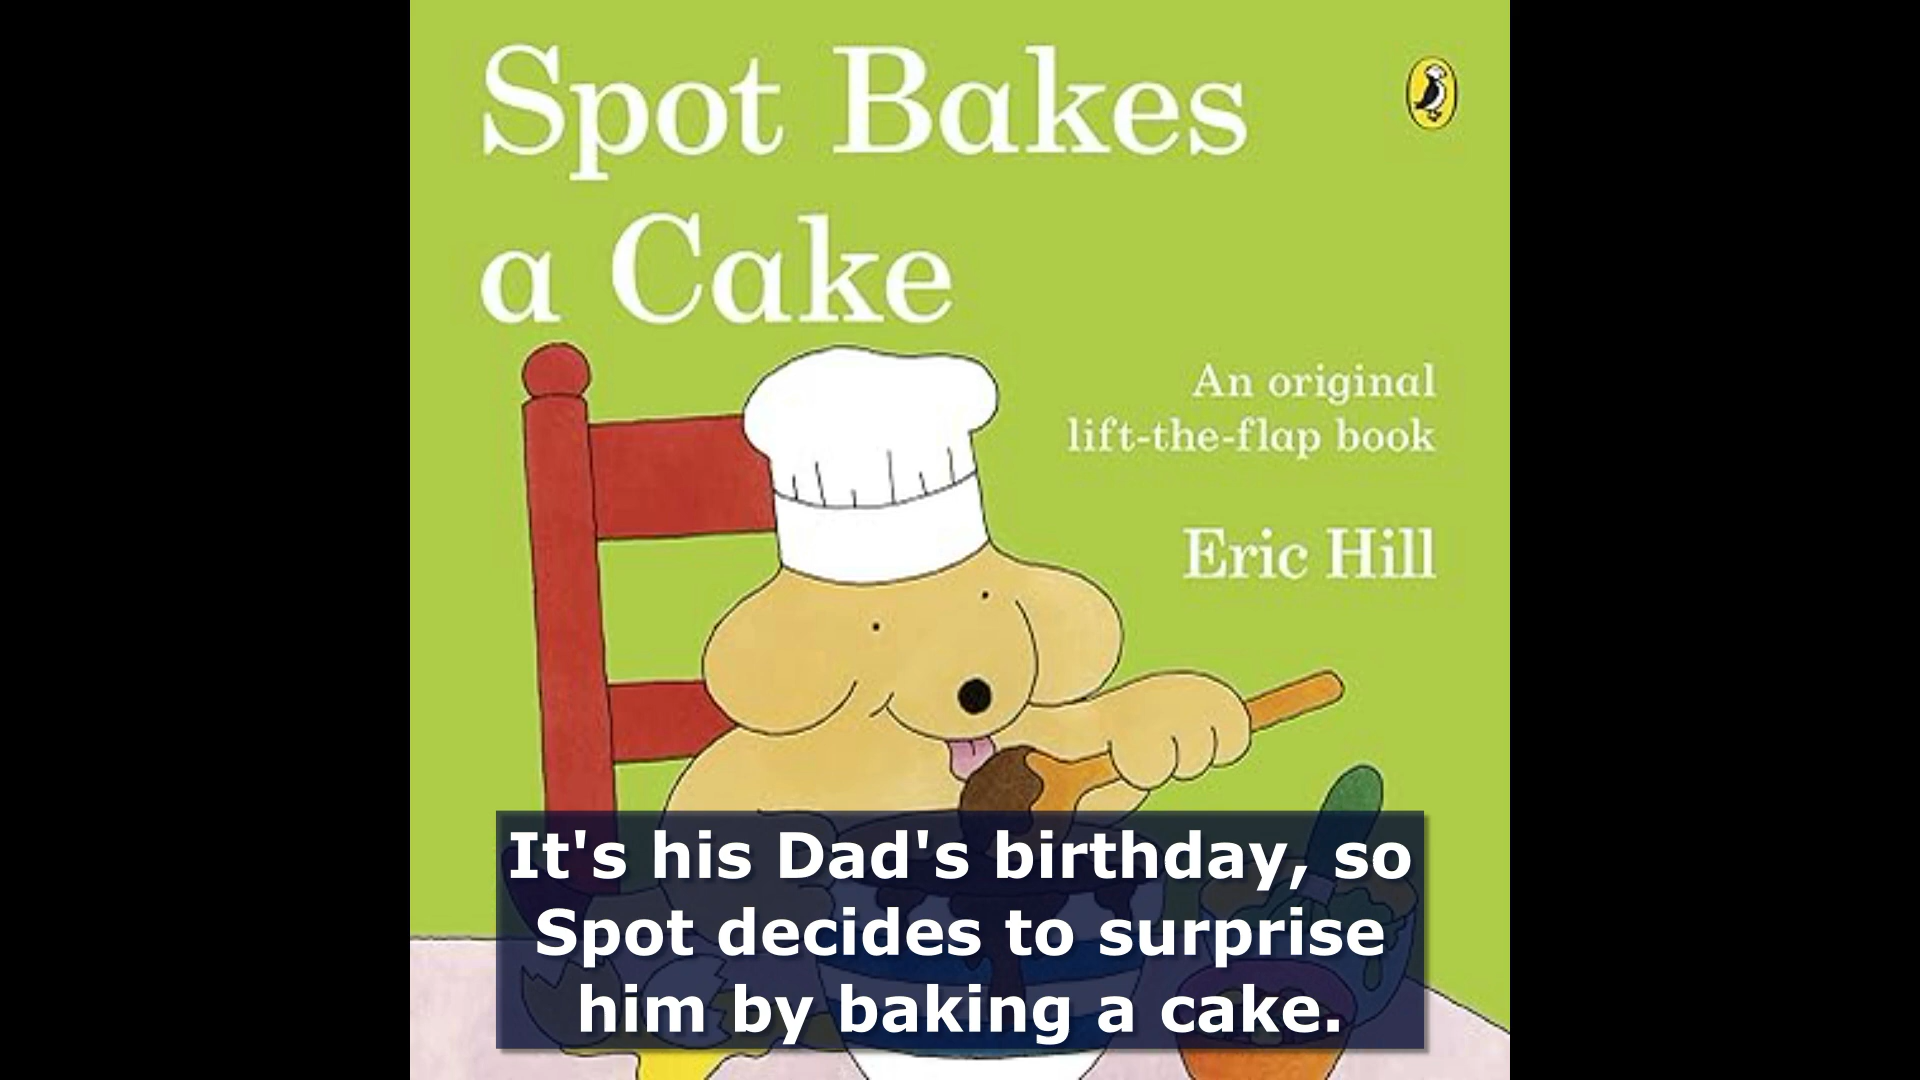 Spot Bakes
a Cake
An original
lift-the-flap book
Eric Hill
It's his Dad's birthday, so
Spot decides to surprise
him by baking a cake.